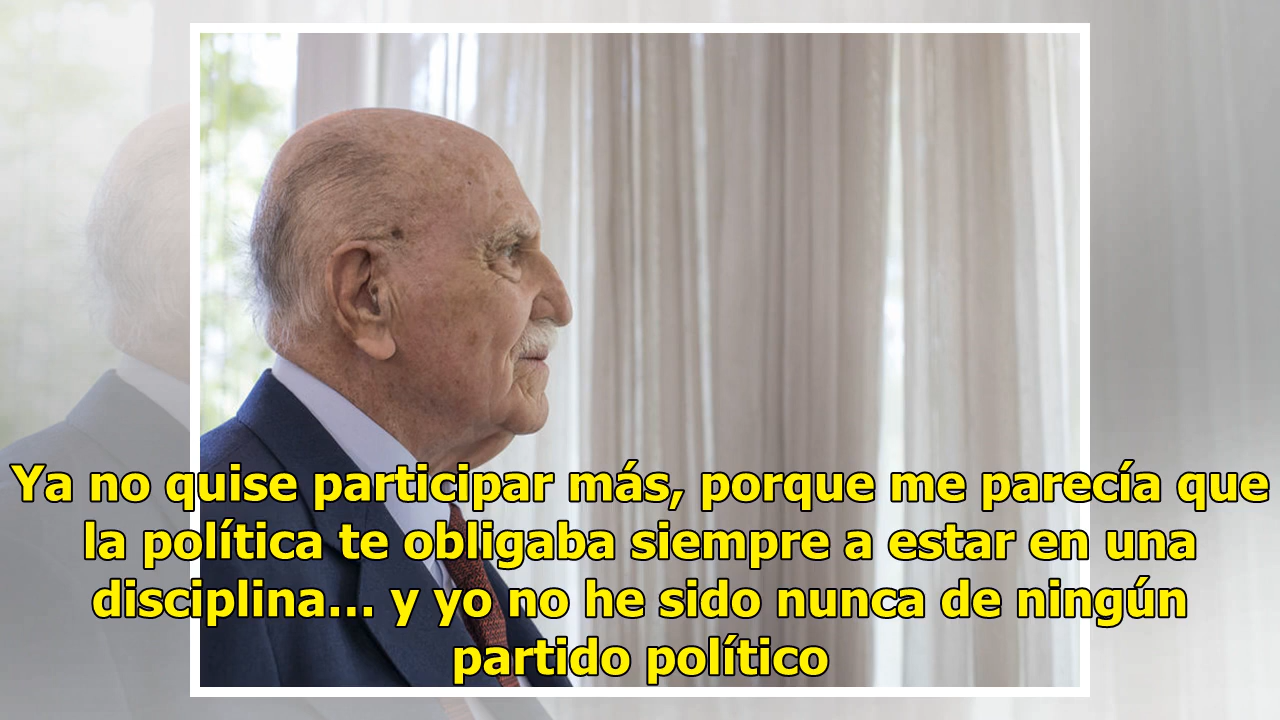 Ya no quise participar más, porque me parecía que
la política te obligaba siempre a estar en una
disciplina... y yo no he sido nunca de ningún
partido político